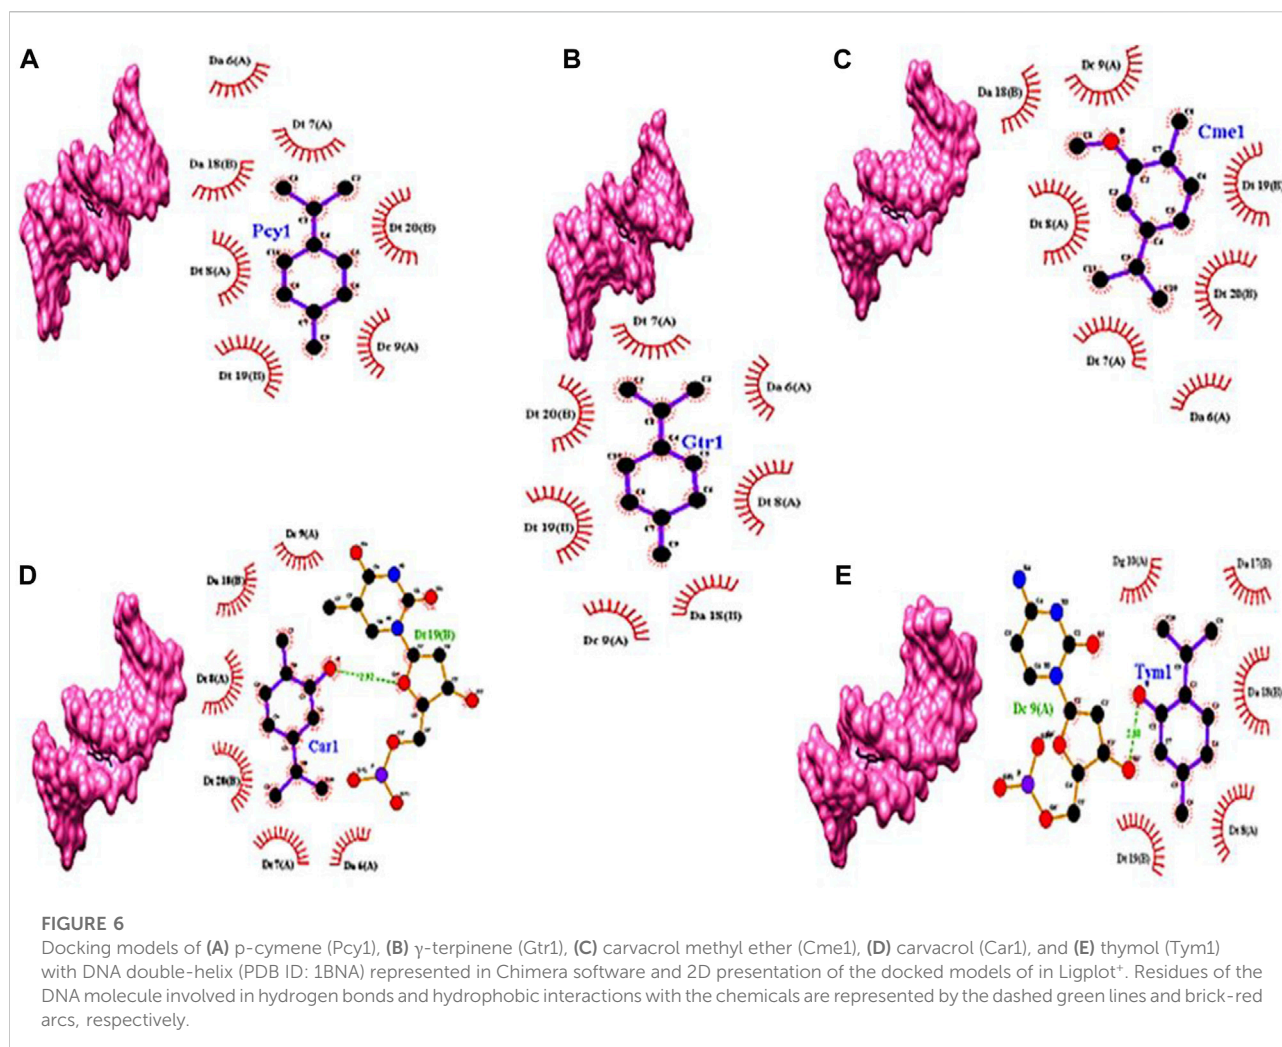 A
Da 6(A)
Dt 7(A)
Da 18(B)
Pcy1
Dt 20(B)
Dt 8(A)
Dc 9(A)
Dt 19(B)
B
Dt 7(A)
Da 6(A)
Dt 20(B)
Gtr1
Dt 8(A)
Dt 19(B)
Da 18(B)
Dc 9(A)
C
Dc 9(A)
Da 18(B)
Cme1
Dt 19(B)
Dt 8(A)
Dt 20(B)
Dt 7(A)
Da 6(A)
D
Dc 9(A)
Da 18(B)
Dt 19(B)
Dt 8(A)
Car1
Dt 20(B)
Dt 7(A)
Da 6(A)
E
Dg 10(A)
Da 17(B)
Tym1
Da 18(B)
Dc 9(A)
Dt 8(A)
Dt 19(B)
FIGURE 6
Docking models of (A) p-cymene (Pcy1), (B) γ-terpinene (Gtr1), (C) carvacrol methyl ether (Cme1), (D) carvacrol (Car1), and (E) thymol (Tym1)
with DNA double-helix (PDB ID: 1BNA) represented in Chimera software and 2D presentation of the docked models of in Ligplot⁺. Residues of the
DNA molecule involved in hydrogen bonds and hydrophobic interactions with the chemicals are represented by the dashed green lines and brick-red
arcs, respectively.